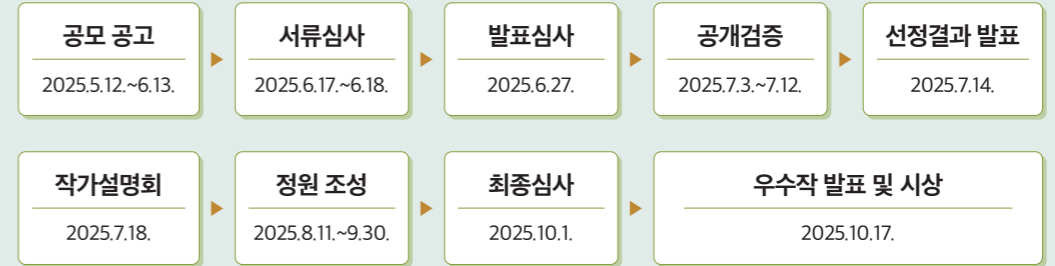 공모 공고
2025.5.12.~6.13.
서류심사
2025.6.17.~6.18.
발표심사
2025.6.27.
공개검증
2025.7.3.~7.12.
선정결과 발표
2025.7.14.
작가설명회
2025.7.18.
정원 조성
2025.8.11.~9.30.
최종심사
2025.10.1.
우수작 발표 및 시상
2025.10.17.